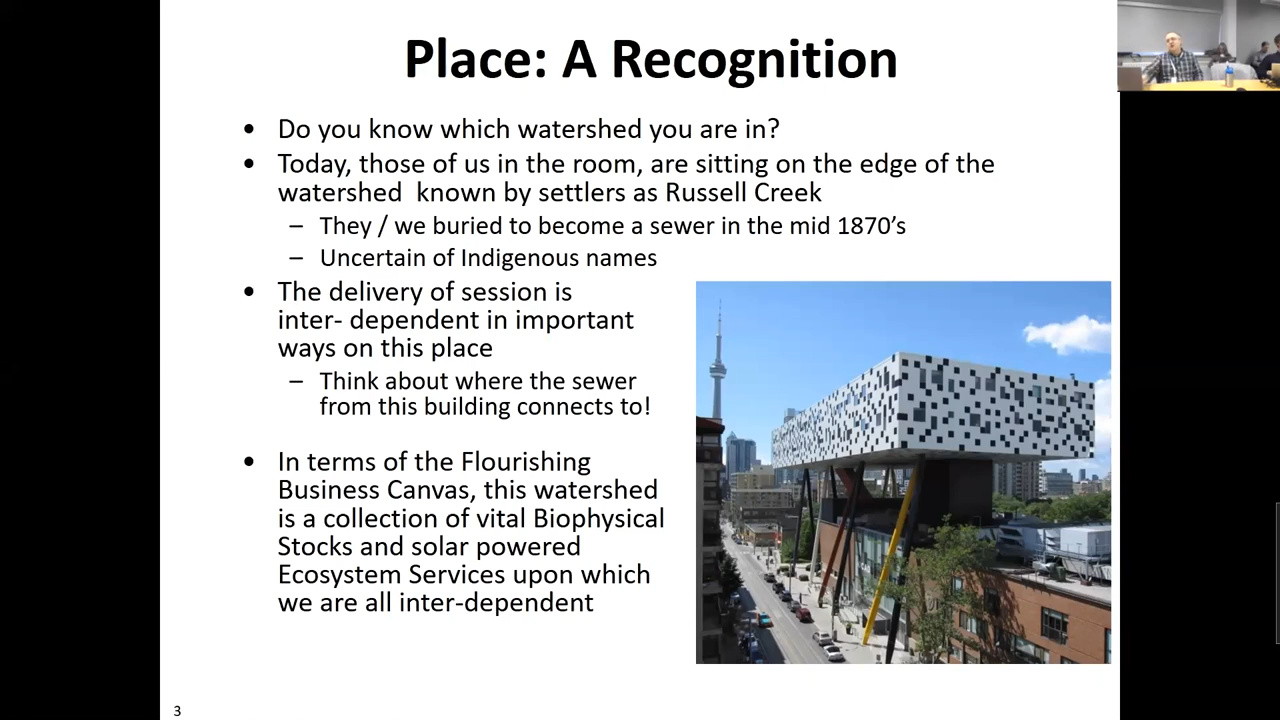 Place: A Recognition
• Do you know which watershed you are in?
• Today, those of us in the room, are sitting on the edge of the
watershed known by settlers as Russell Creek
– They / we buried to become a sewer in the mid 1870’s
– Uncertain of Indigenous names
• The delivery of session is
inter- dependent in important
ways on this place
– Think about where the sewer
from this building connects to!
• In terms of the Flourishing
Business Canvas, this watershed
is a collection of vital Biophysical
Stocks and solar powered
Ecosystem Services upon which
we are all inter-dependent
3